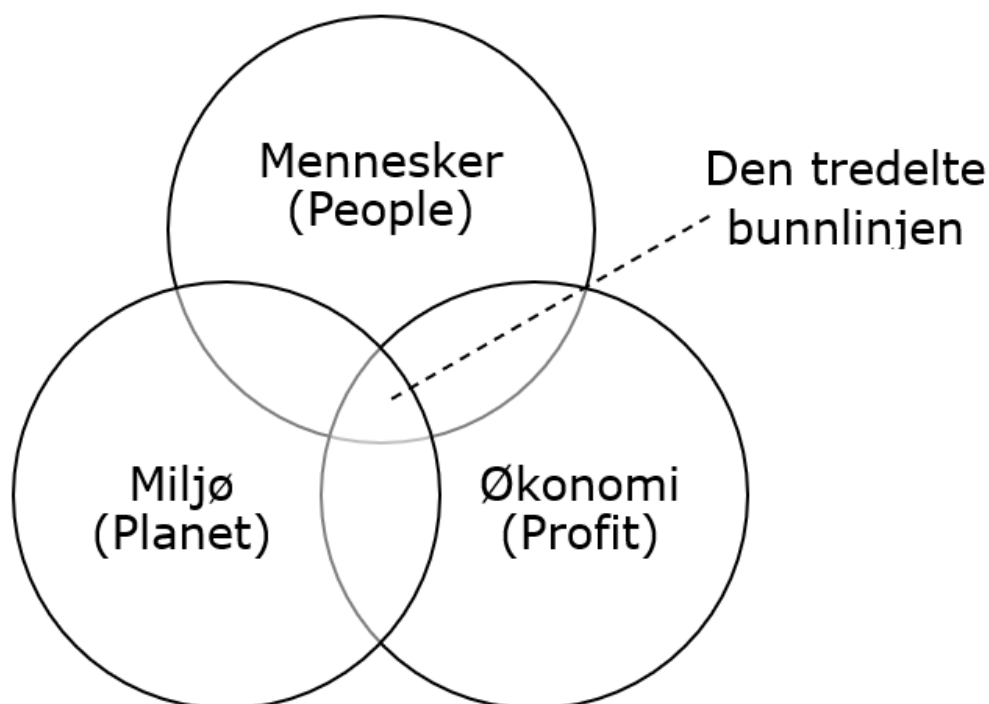 Mennesker
(People)
Den tredelte
bunnlinjen
Miljø
(Planet)
Økonomi
(Profit)